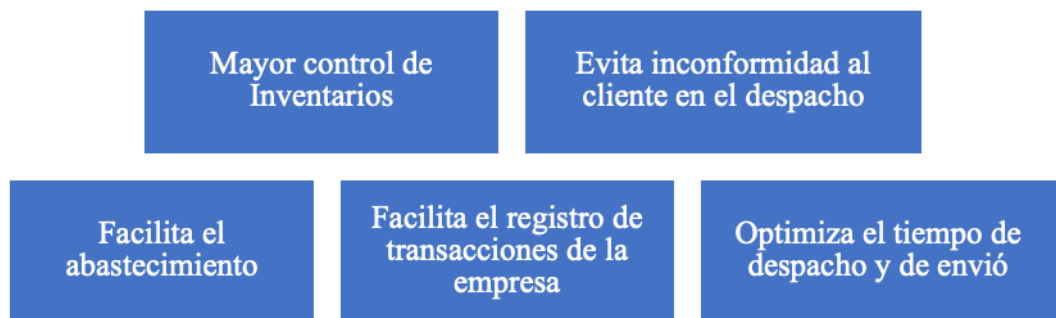 Mayor control de
Inventarios
Evita inconformidad al
cliente en el despacho
Facilita el
abastecimiento
Facilita el registro de
transacciones de la
empresa
Optimiza el tiempo de
despacho y de envió